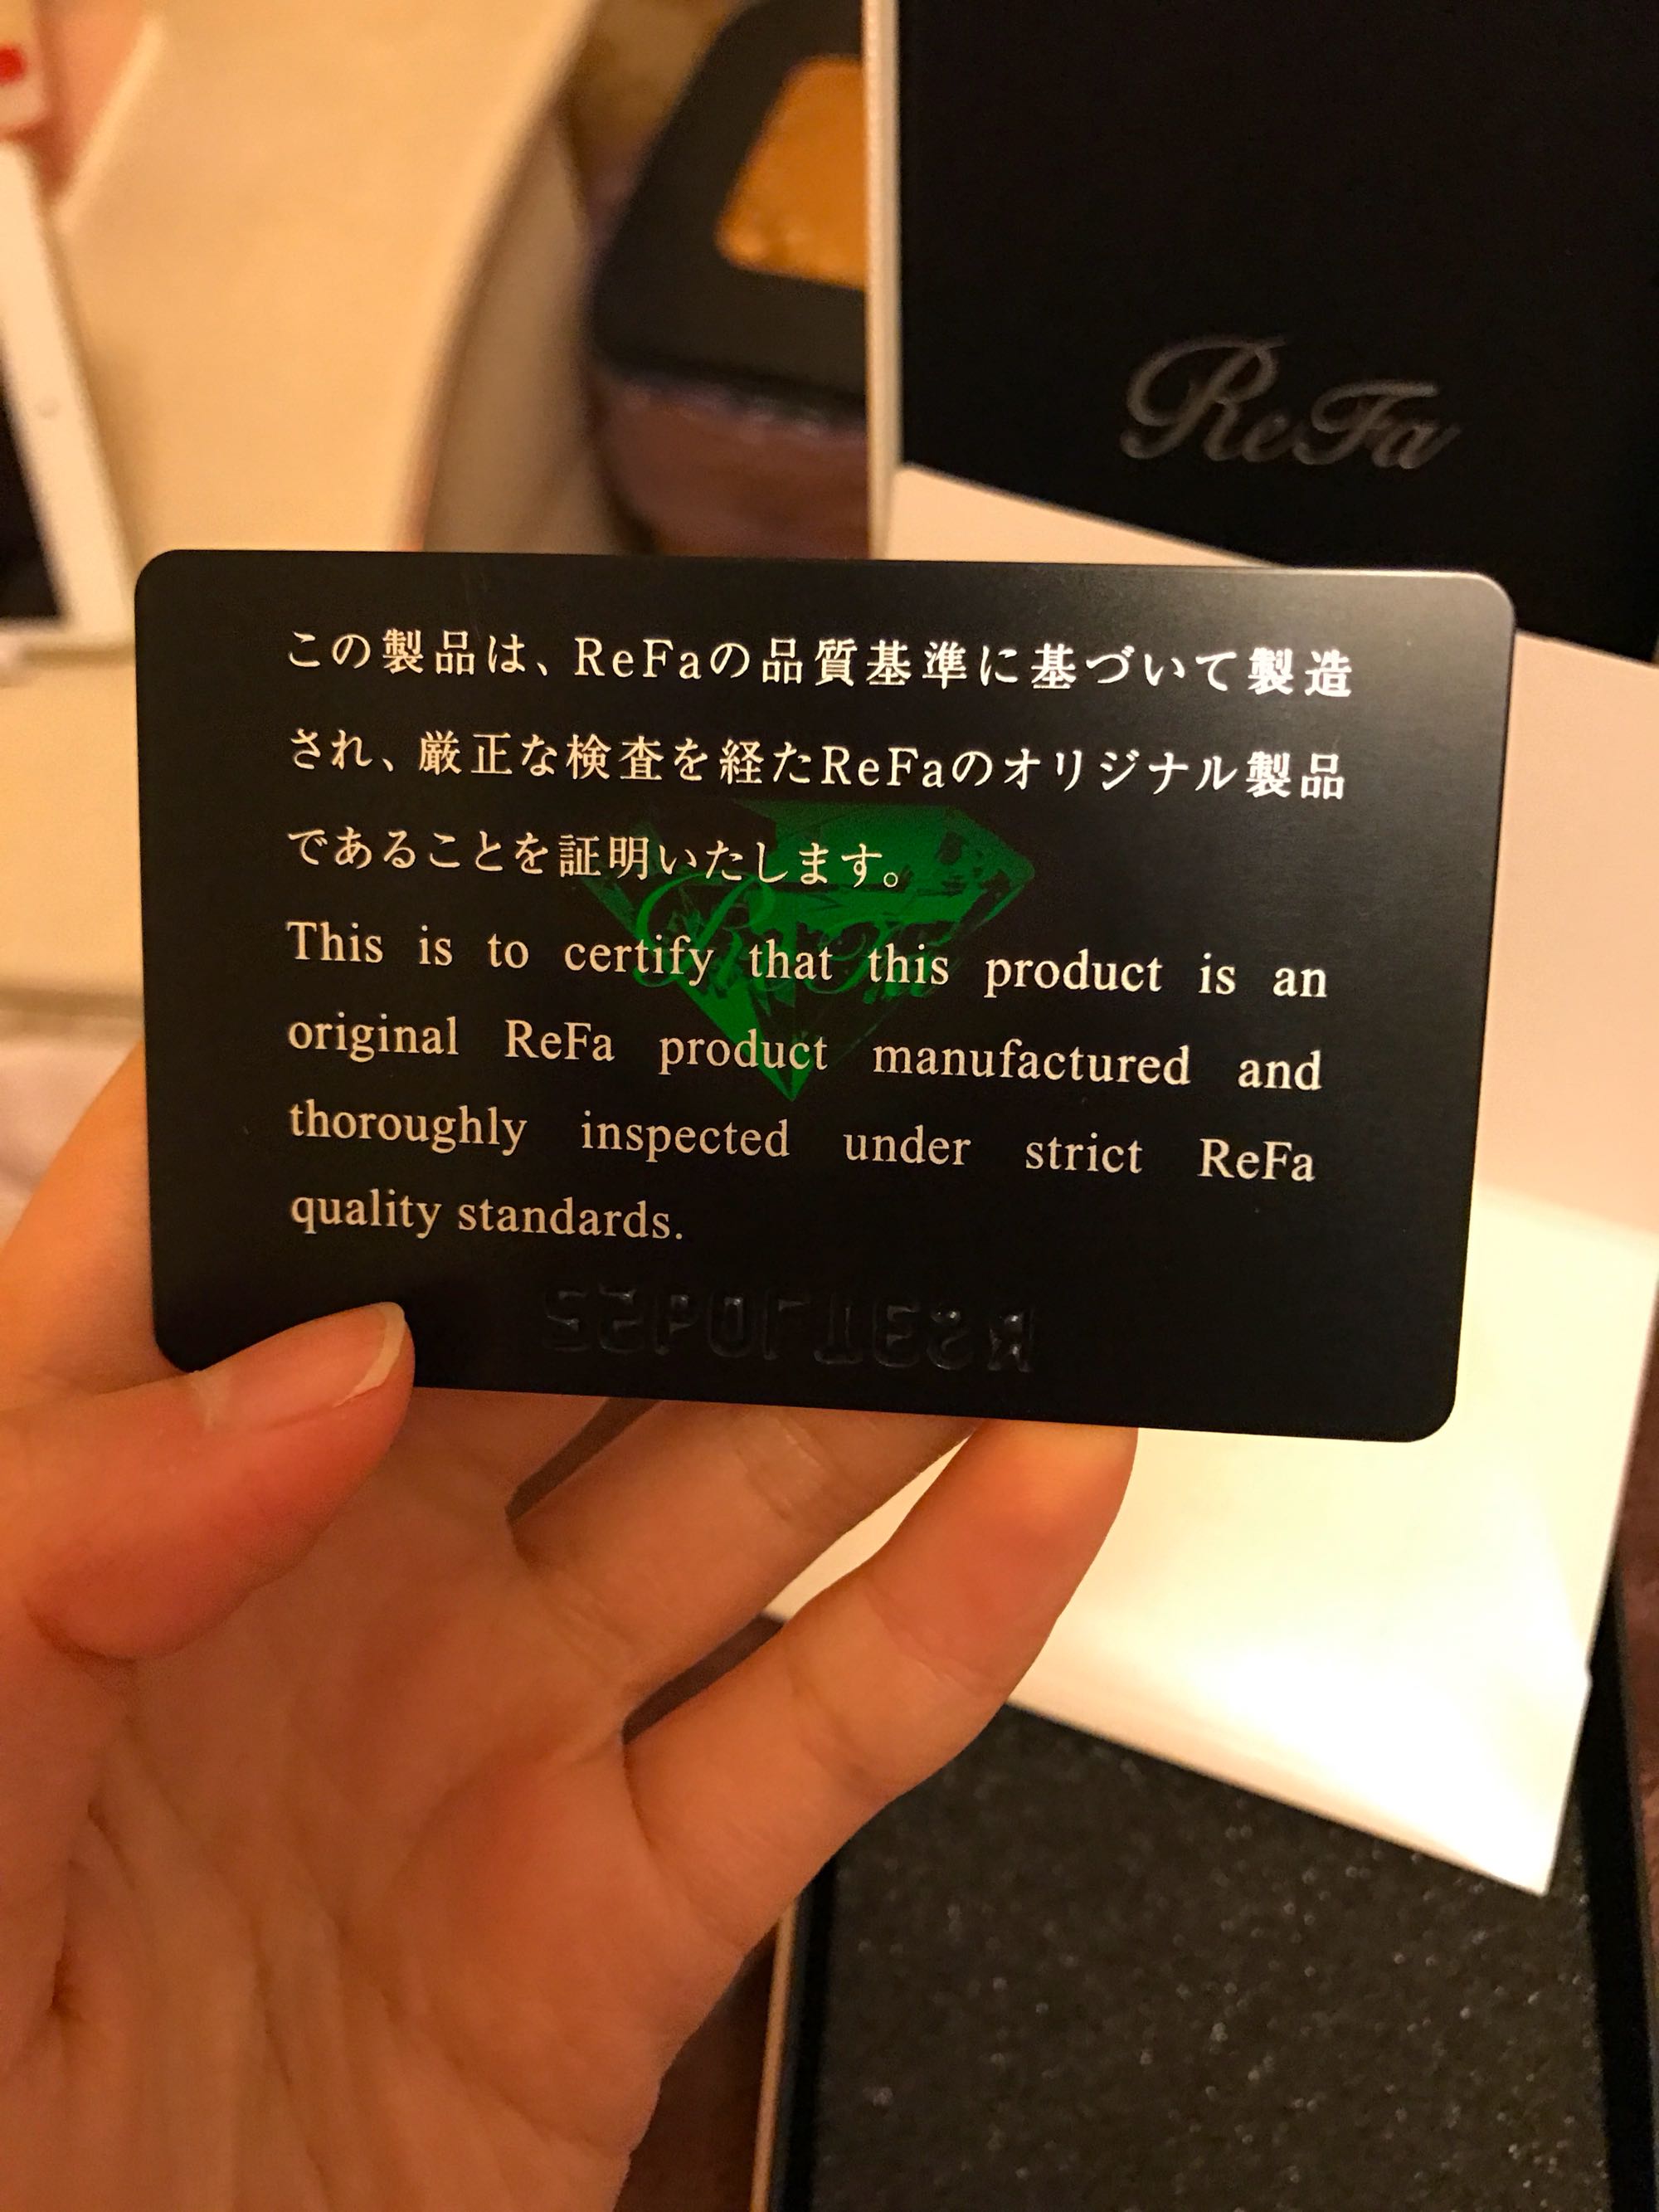 ReFa
この製品は、ReFaの品質基準に基づいて製造
され、厳正な検査を経たReFaのオリジナル製品
であることを証明いたします。
This is to certify that this product is an
original ReFa product manufactured and
thoroughly inspected under strict ReFa
quality standards.